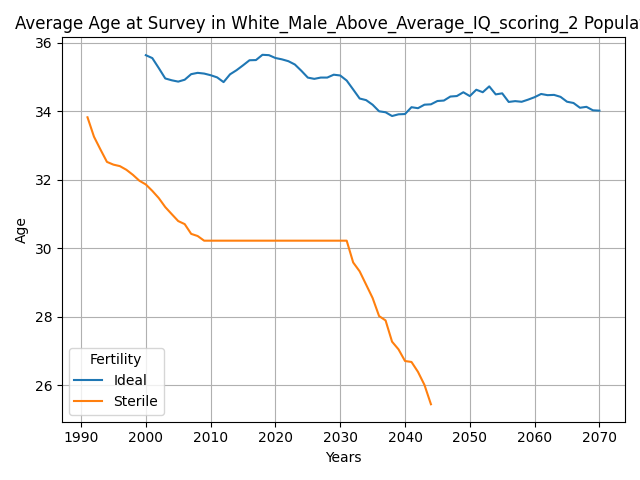 Average Age at Survey in White_Male_Above_Average_IQ_scoring_2 Popula
36
34
32
30
28
26
Age
Fertility
Ideal
Sterile
1990 2000 2010 2020 2030 2040 2050 2060 2070
Years